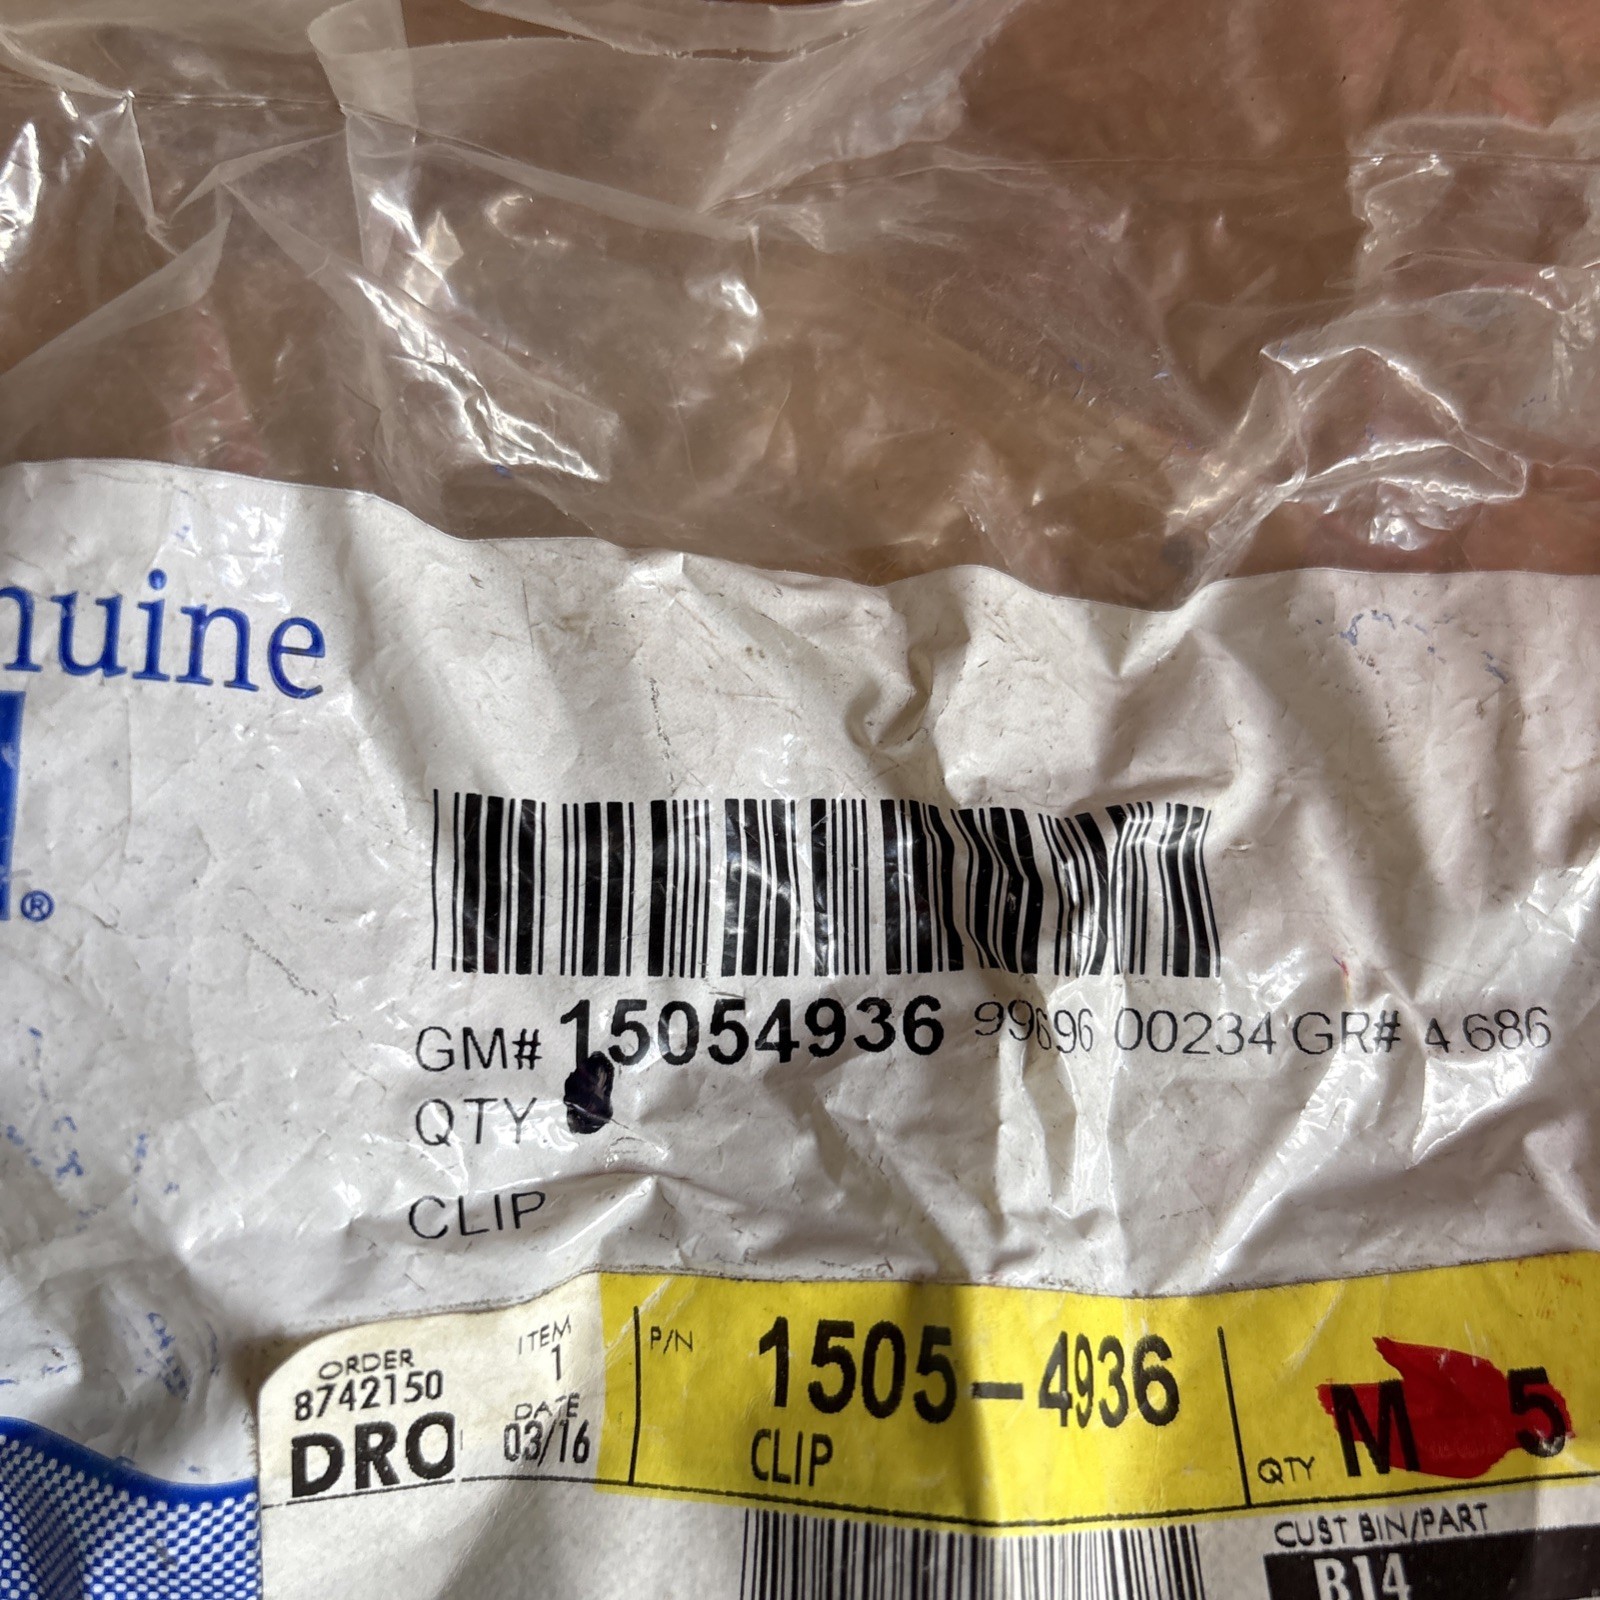 nuine
®
GM# 15054936 99696 00234 GR# 4.686
QTY
CLIP
ORDER
8742150
DRO
ITEM
1
DATE
03/16
P/N
1505-4936
CLIP
QTY M 5
CUST BIN/PART
B14